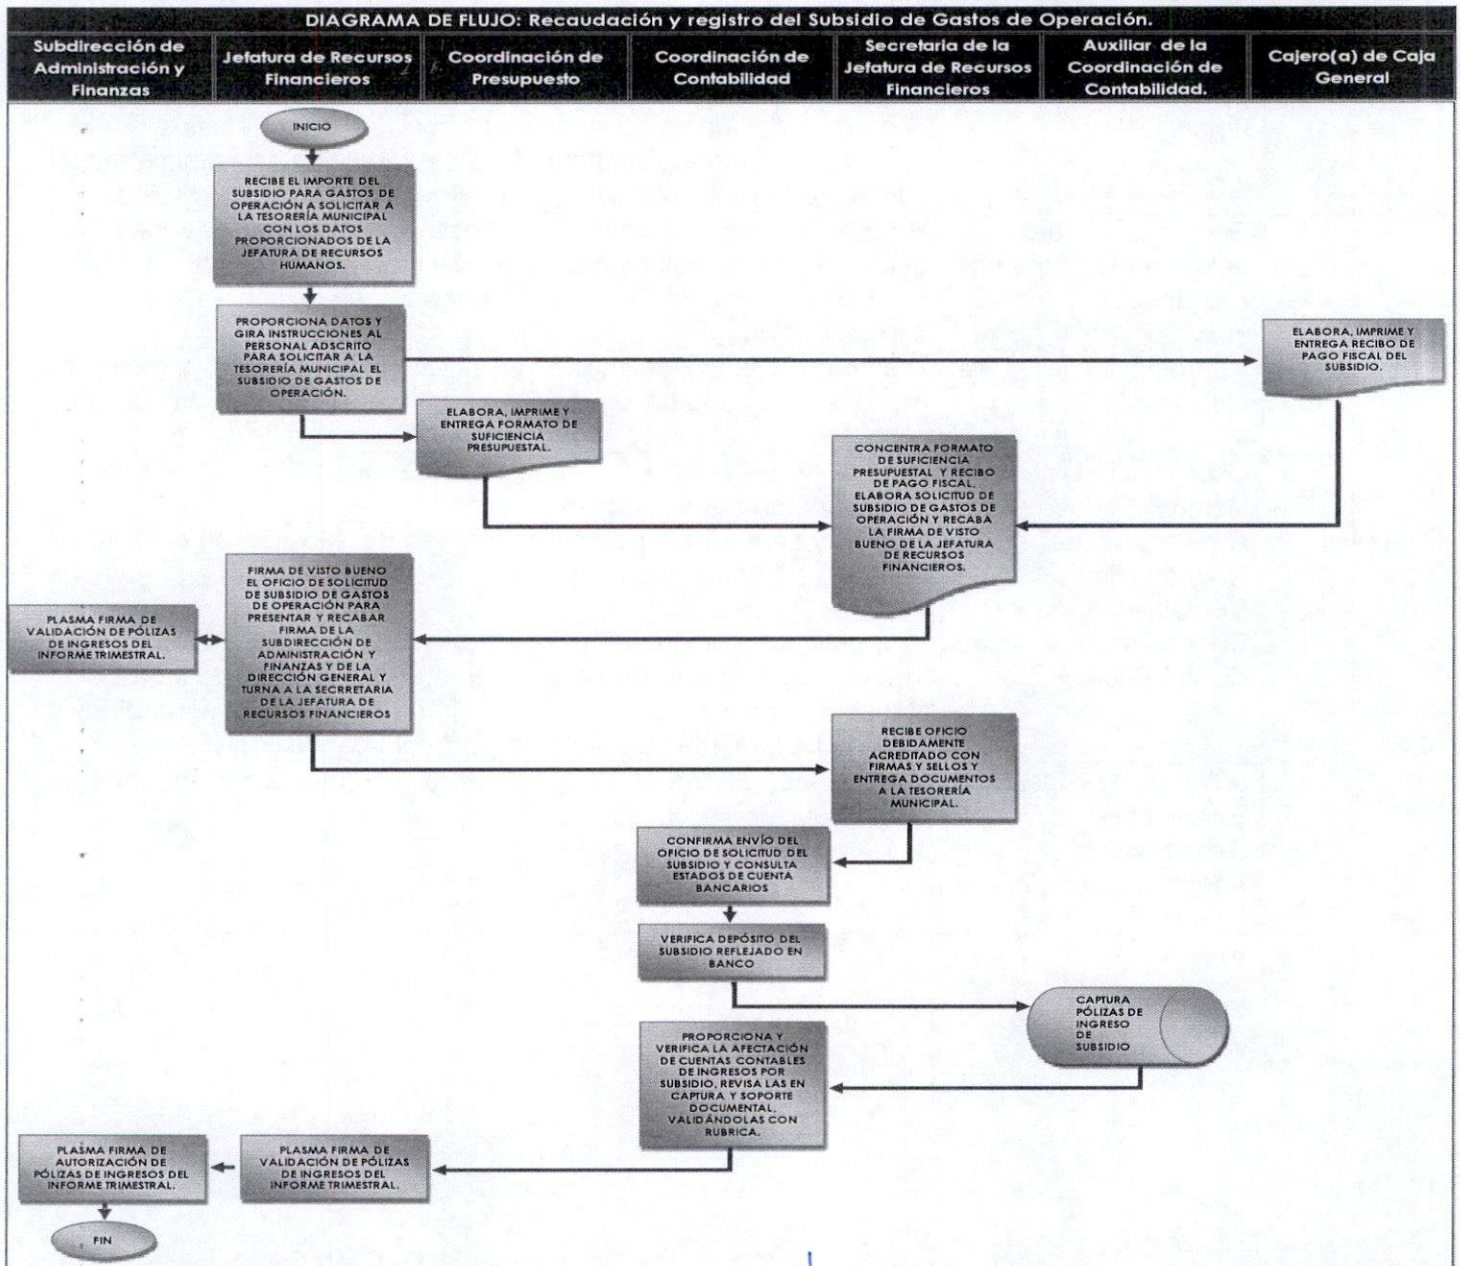 DIAGRAMA DE FLUJO: Recaudación y registro del Subsidio de Gastos de Operación.
Subdirección de
Administración y
Finanzas
Jefatura de Recursos
Financieros
Coordinación de
Presupuesto
Coordinación de
Contabilidad
Secretaria de la
Jefatura de Recursos
Financieros
Auxiliar de la
Coordinación de
Contabilidad.
Cajero(a) de Caja
General
INICIO
RECIBE EL IMPORTE DEL
SUBSIDIO PARA GASTOS DE
OPERACIÓN A SOLICITAR A
LA TESORERÍA MUNICIPAL
CON LOS DATOS
PROPORCIONADOS DE LA
JEFATURA DE RECURSOS
HUMANOS.
PROPORCIONA DATOS Y
GIRA INSTRUCCIONES AL
PERSONAL ADSCRITO
PARA SOLICITAR A LA
TESORERÍA MUNICIPAL EL
SUBSIDIO DE GASTOS DE
OPERACIÓN.
ELABORA, IMPRIME Y
ENTREGA RECIBO DE
PAGO FISCAL DEL
SUBSIDIO.
ELABORA, IMPRIME Y
ENTREGA FORMATO DE
SUFICIENCIA
PRESUPUESTAL.
CONCENTRA FORMATO
DE SUFICIENCIA
PRESUPUESTAL Y RECIBO
DE PAGO FISCAL,
ELABORA SOLICITUD DE
SUBSIDIO DE GASTOS DE
OPERACIÓN Y RECABA
LA FIRMA DE VISTO
BUENO DE LA JEFATURA
DE RECURSOS
FINANCIEROS.
FIRMA DE VISTO BUENO
EL OFICIO DE SOLICITUD
DE SUBSIDIO DE GASTOS
DE OPERACIÓN PARA
PRESENTAR Y RECABAR
FIRMA DE LA
SUBDIRECCIÓN DE
ADMINISTRACIÓN Y
FINANZAS Y DE LA
DIRECCIÓN GENERAL Y
TURNA A LA SECRRETARIA
DE LA JEFATURA DE
RECURSOS FINANCIEROS
PLASMA FIRMA DE
VALIDACIÓN DE PÓLIZAS
DE INGRESOS DEL
INFORME TRIMESTRAL.
RECIBE OFICIO
DEBIDAMENTE
ACREDITADO CON
FIRMAS Y SELLOS Y
ENTREGA DOCUMENTOS
A LA TESORERÍA
MUNICIPAL.
CONFIRMA ENVÍO DEL
OFICIO DE SOLICITUD DEL
SUBSIDIO Y CONSULTA
ESTADOS DE CUENTA
BANCARIOS
VERIFICA DEPÓSITO DEL
SUBSIDIO REFLEJADO EN
BANCO
CAPTURA
PÓLIZAS DE
INGRESO
DE
SUBSIDIO
PROPORCIONA Y
VERIFICA LA AFECTACIÓN
DE CUENTAS CONTABLES
DE INGRESOS POR
SUBSIDIO, REVISA LAS EN
CAPTURA Y SOPORTE
DOCUMENTAL,
VALIDÁNDOLAS CON
RUBRICA.
PLASMA FIRMA DE
VALIDACIÓN DE PÓLIZAS
DE INGRESOS DEL
INFORME TRIMESTRAL.
PLASMA FIRMA DE
AUTORIZACIÓN DE
PÓLIZAS DE INGRESOS DEL
INFORME TRIMESTRAL.
FIN